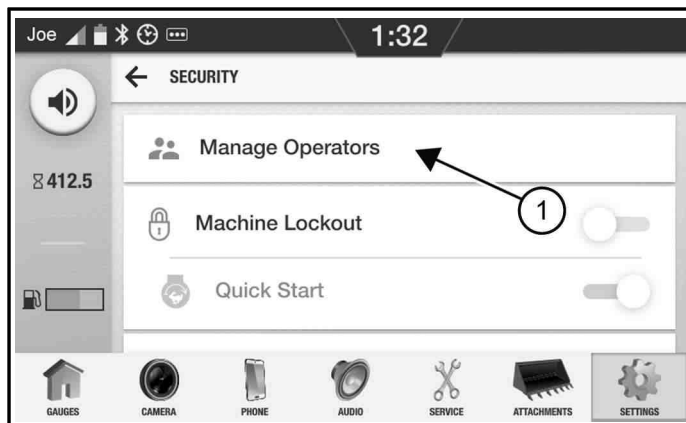 Joe
1:32
SECURITY
412.5
Manage Operators
1
Machine Lockout
Quick Start
GAUGES
CAMERA
PHONE
AUDIO
SERVICE
ATTACHMENTS
SETTINGS